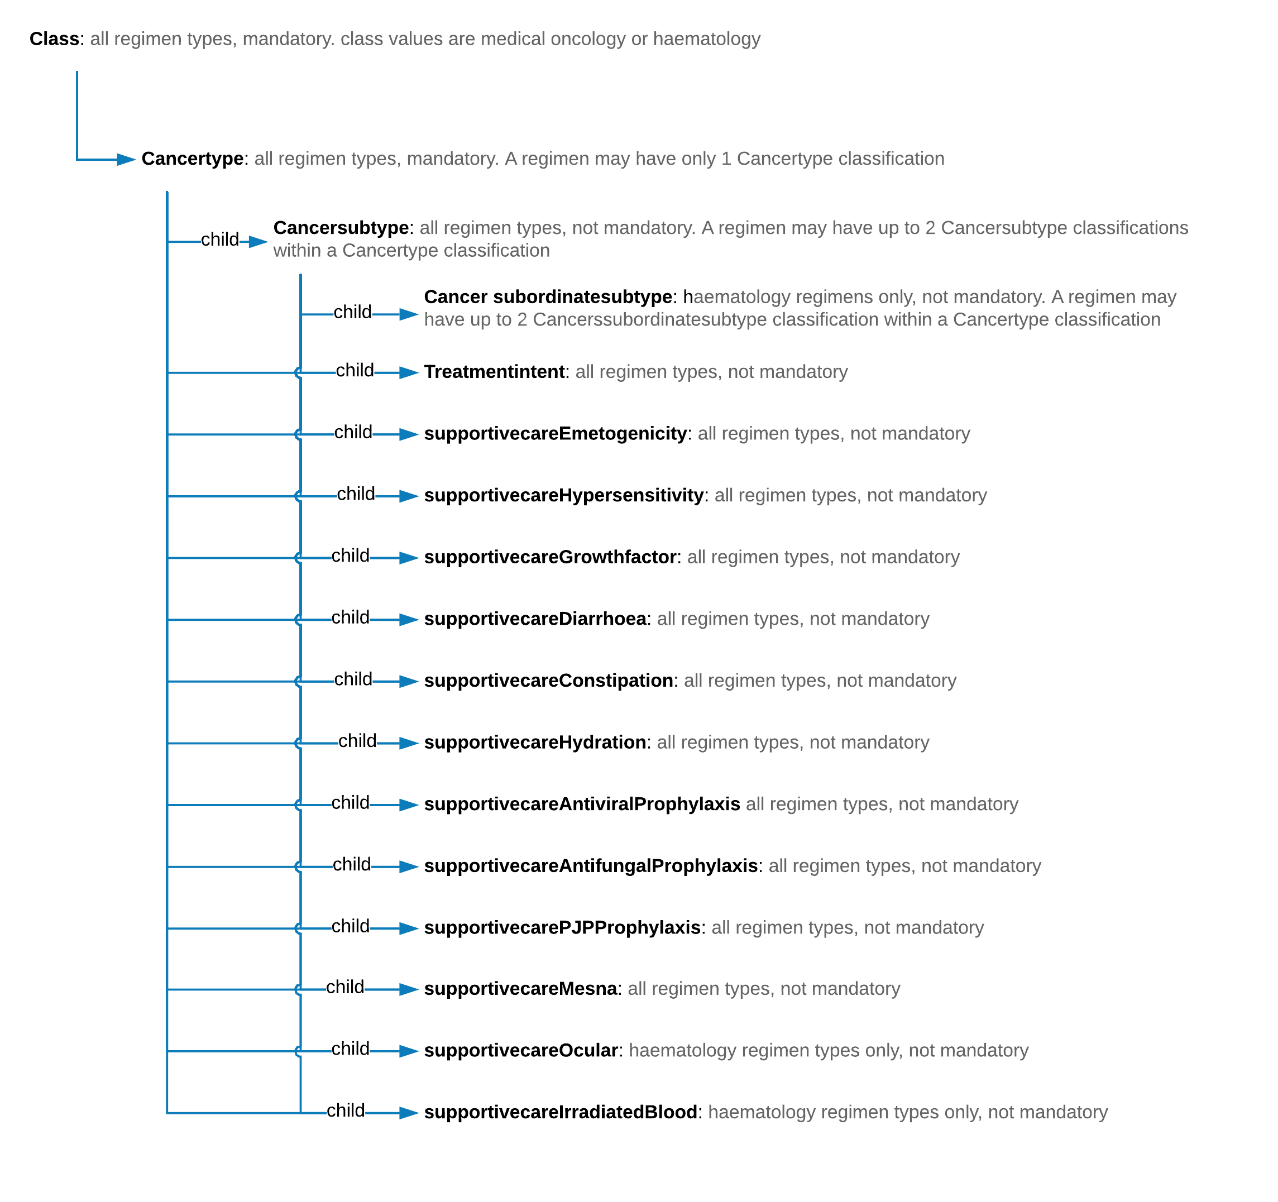 Class: all regimen types, mandatory. class values are medical oncology or haematology
Cancertype: all regimen types, mandatory. A regimen may have only 1 Cancertype classification
child
Cancersubtype: all regimen types, not mandatory. A regimen may have up to 2 Cancersubtype classifications
within a Cancertype classification
child
Cancer subordinatesubtype: haematology regimens only, not mandatory. A regimen may
have up to 2 Cancerssubordinatesubtype classification within a Cancertype classification
child Treatmentintent: all regimen types, not mandatory
child supportivecareEmetogenicity: all regimen types, not mandatory
child supportivecareHypersensitivity: all regimen types, not mandatory
child supportivecareGrowthfactor: all regimen types, not mandatory
child supportivecareDiarrhoea: all regimen types, not mandatory
child supportivecareConstipation: all regimen types, not mandatory
child supportivecareHydration: all regimen types, not mandatory
child supportivecareAntiviralProphylaxis all regimen types, not mandatory
child supportivecareAntifungalProphylaxis: all regimen types, not mandatory
child supportivecarePJPProphylaxis: all regimen types, not mandatory
child supportivecareMesna: all regimen types, not mandatory
child supportivecareOcular: haematology regimen types only, not mandatory
child supportivecareIrradiatedBlood: haematology regimen types only, not mandatory